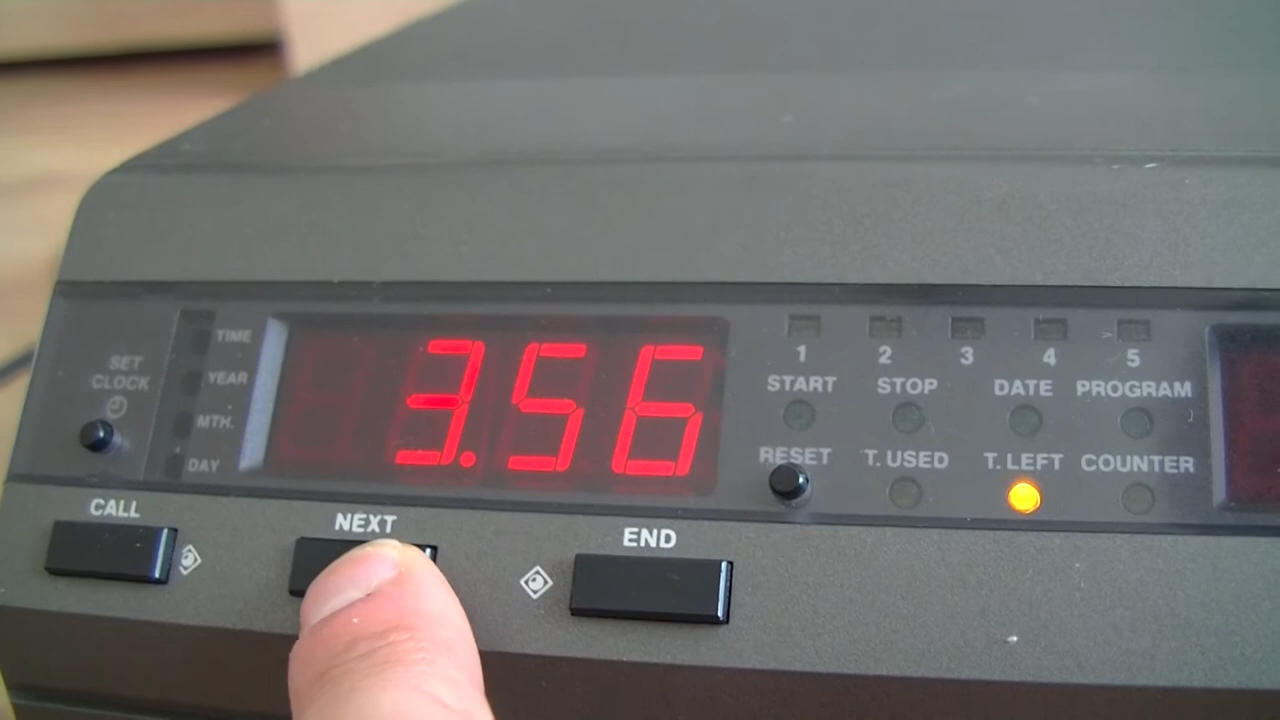 TIME
SET
CLOCK
YEAR
MTH.
DAY
3.56
1 2 3 4 5
START STOP DATE PROGRAM
RESET T. USED T. LEFT COUNTER
CALL NEXT END